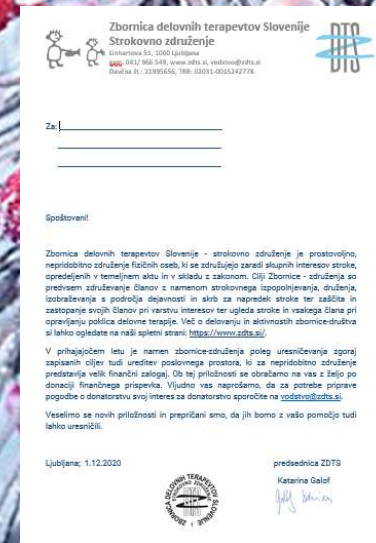 Zbornica delovnih terapevtov Slovenije
Strokovno združenje
Linhartova 51, 1000 Ljubljana
gsm: 041/ 966 549, www.zdts.si, vodstvo@zdts.si
Davčna št.: 21995656, TRR: 02031-0015242778
DTS
Za:
Spoštovani!
Zbornica delovnih terapevtov Slovenije - strokovno združenje je prostovoljno,
nepridobitno združenje fizičnih oseb, ki se združujejo zaradi skupnih interesov stroke,
opredeljenih v temeljnem aktu in v skladu z zakonom. Cilji Zbornice - združenja so
predvsem združevanje članov z namenom strokovnega izpopolnjevanja, druženja,
izobraževanja s področja dejavnosti in skrb za napredek stroke ter zaščita in
zastopanje svojih članov pri varstvu interesov ter ugleda stroke in vsakega člana pri
opravljanju poklica delovne terapije. Več o delovanju in aktivnostih zbornice-društva
si lahko ogledate na naši spletni strani: https://www.zdts.si/.
V prihajajočem letu je namen zbornice-združenja poleg uresničevanja zgoraj
zapisanih ciljev tudi ureditev poslovnega prostora, ki za nepridobitno združenje
predstavlja velik finančni zalogaj. Ob tej priložnosti se obračamo na vas z željo po
donaciji finančnega prispevka. Vljudno vas naprošamo, da za potrebe priprave
pogodbe o donatorstvu svoj interes za donatorstvo sporočite na vodstvo@zdts.si.
Veselimo se novih priložnosti in prepričani smo, da jih bomo z vašo pomočjo tudi
lahko uresničili.
Ljubljana; 1.12.2020
predsednica ZDTS
Katarina Galof
ZBORNICA DELOVNIH TERAPEVTOV SLOVENIJE